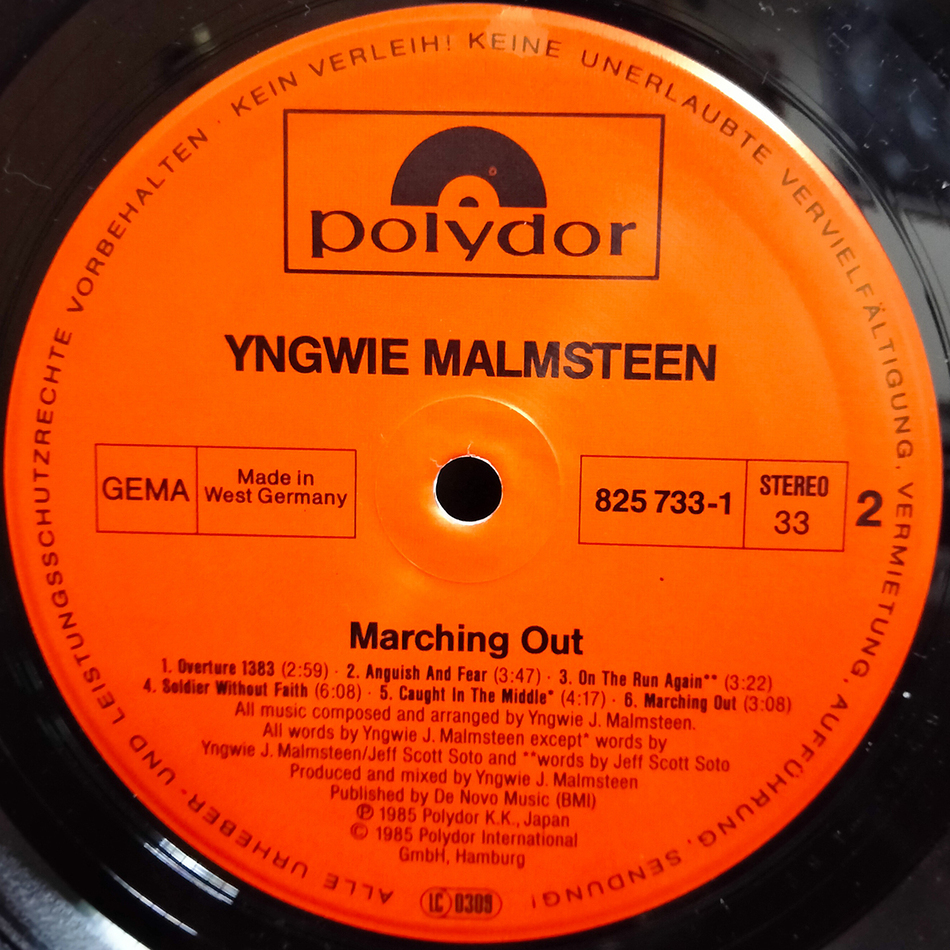 ALLE URHEBER- UND LEISTUNGSSCHUTZRECHTE VORBEHALTEN · KEIN VERLEIH! KEINE UNERLAUBTE VERVIELFÄLTIGUNG, VERMIETUNG, AUFFÜHRUNG, SENDUNG!
polydor
YNGWIE MALMSTEEN
GEMA
Made in
West Germany
825 733-1
STEREO
33
2
Marching Out
1. Overture 1383 (2:59) · 2. Anguish And Fear (3:47) · 3. On The Run Again** (3:22)
4. Soldier Without Faith (6:08) · 5. Caught In The Middle* (4:17) · 6. Marching Out (3:08)
All music composed and arranged by Yngwie J. Malmsteen.
All words by Yngwie J. Malmsteen except* words by
Yngwie J. Malmsteen/Jeff Scott Soto and **words by Jeff Scott Soto
Produced and mixed by Yngwie J. Malmsteen
Published by De Novo Music (BMI)
℗ 1985 Polydor K.K., Japan
© 1985 Polydor International
GmbH, Hamburg
LC 0309